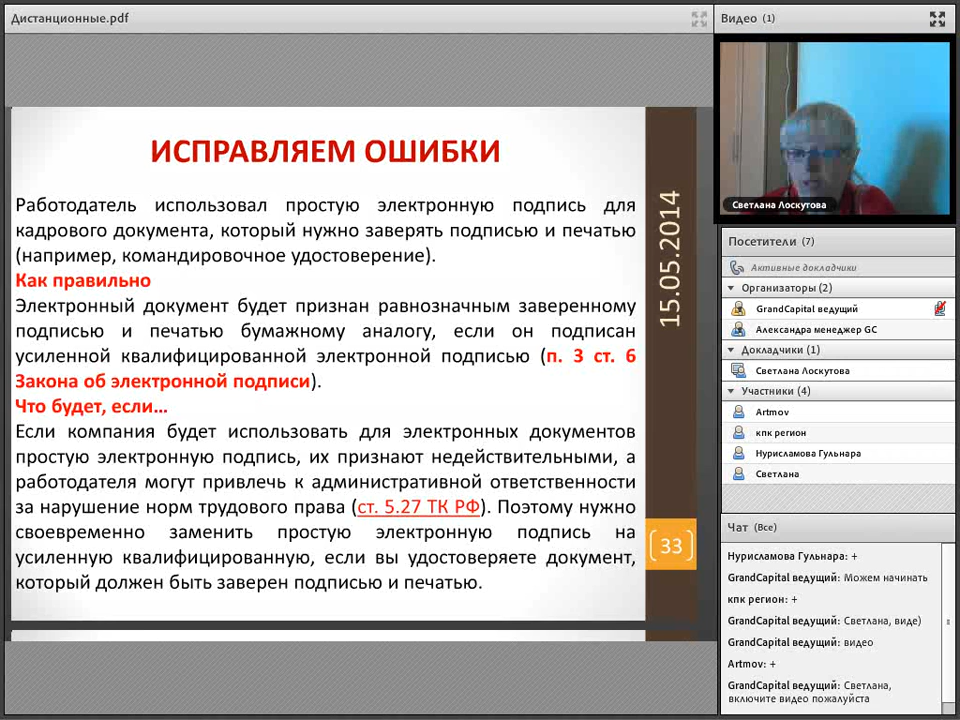 Дистанционные.pdf
ИСПРАВЛЯЕМ ОШИБКИ
Работодатель использовал простую электронную подпись для
кадрового документа, который нужно заверять подписью и печатью
(например, командировочное удостоверение).
Как правильно
Электронный документ будет признан равнозначным заверенному
подписью и печатью бумажному аналогу, если он подписан
усиленной квалифицированной электронной подписью (п. 3 ст. 6
Закона об электронной подписи).
Что будет, если…
Если компания будет использовать для электронных документов
простую электронную подпись, их признают недействительными, а
работодателя могут привлечь к административной ответственности
за нарушение норм трудового права (ст. 5.27 ТК РФ). Поэтому нужно
своевременно заменить простую электронную подпись на
усиленную квалифицированную, если вы удостоверяете документ,
который должен быть заверен подписью и печатью.
15.05.2014
33
Видео (1)
Светлана Лоскутова
Посетители (7)
Активные докладчики
Организаторы (2)
GrandCapital ведущий
Александра менеджер GC
Докладчики (1)
Светлана Лоскутова
Участники (4)
Artmov
кпк регион
Нурисламова Гульнара
Светлана
Чат (Все)
Нурисламова Гульнара: +
GrandCapital ведущий: Можем начинать
кпк регион: +
GrandCapital ведущий: Светлана, виде)
GrandCapital ведущий: видео
Artmov: +
GrandCapital ведущий: Светлана,
включите видео пожалуйста